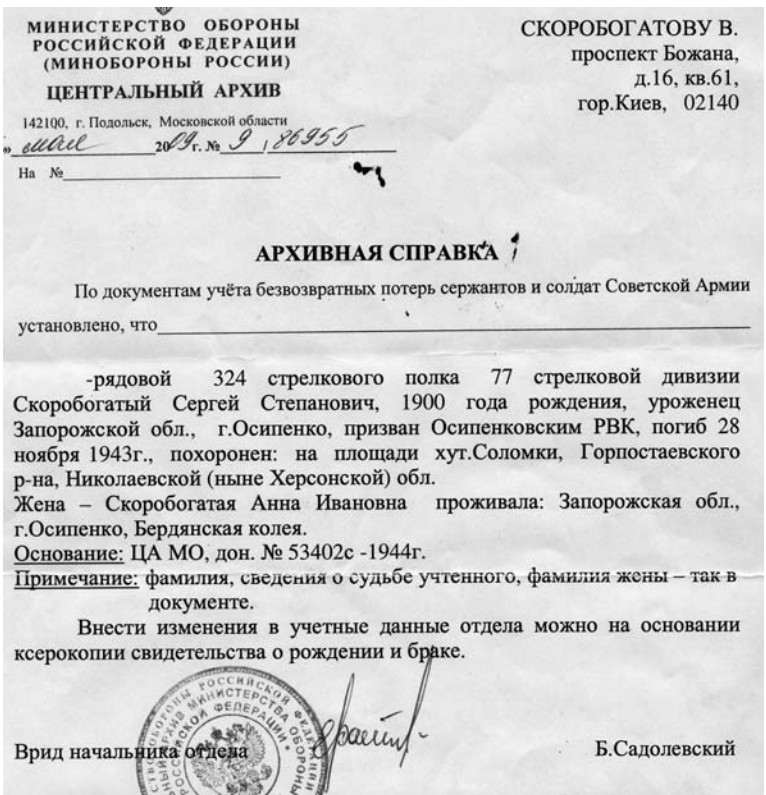 МИНИСТЕРСТВО ОБОРОНЫ
РОССИЙСКОЙ ФЕДЕРАЦИИ
(МИНОБОРОНЫ РОССИИ)
ЦЕНТРАЛЬНЫЙ АРХИВ
142100, г. Подольск, Московской области
» мая 2009 г. № 9 / 86955
На №
СКОРОБОГАТОВУ В.
проспект Божана,
д.16, кв.61,
гор.Киев, 02140
АРХИВНАЯ СПРАВКА
По документам учёта безвозвратных потерь сержантов и солдат Советской Армии
установлено, что
-рядовой 324 стрелкового полка 77 стрелковой дивизии
Скоробогатый Сергей Степанович, 1900 года рождения, уроженец
Запорожской обл., г.Осипенко, призван Осипенковским РВК, погиб 28
ноября 1943г., похоронен: на площади хут.Соломки, Горпостаевского
р-на, Николаевской (ныне Херсонской) обл.
Жена – Скоробогатая Анна Ивановна проживала: Запорожская обл.,
г.Осипенко, Бердянская колея.
Основание: ЦА МО, дон. № 53402с -1944г.
Примечание: фамилия, сведения о судьбе учтенного, фамилия жены – так в
документе.
Внести изменения в учетные данные отдела можно на основании
ксерокопии свидетельства о рождении и браке.
Врид начальника отдела
Б.Садолевский